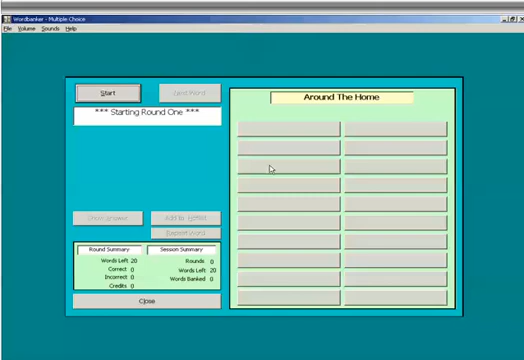 Wordbanker - Multiple Choice
File Volume Sounds Help
Start Next Word
*** Starting Round One ***
Around The Home
Show Answer Add to HotList
Repeat Word
Round Summary Session Summary
Words Left 20 Rounds 0
Correct 0 Words Left 20
Incorrect 0 Words Banked 0
Credits 0
Close